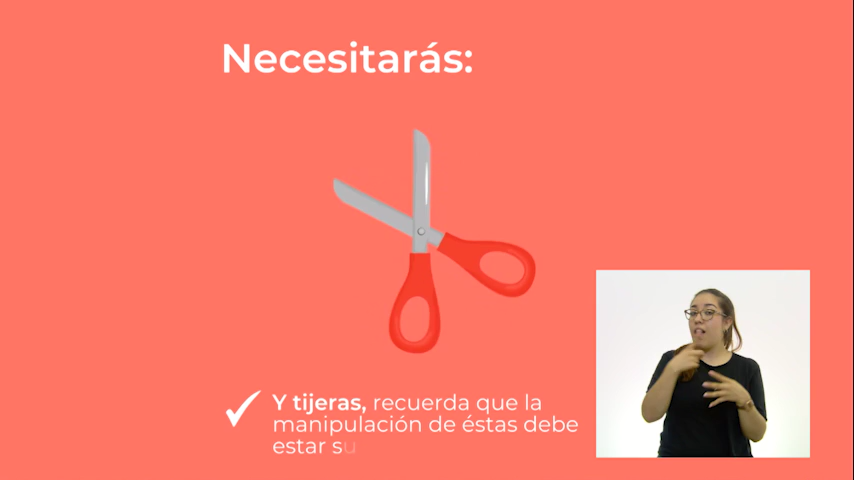 Necesitarás:
Y tijeras, recuerda que la
manipulación de éstas debe
estar su